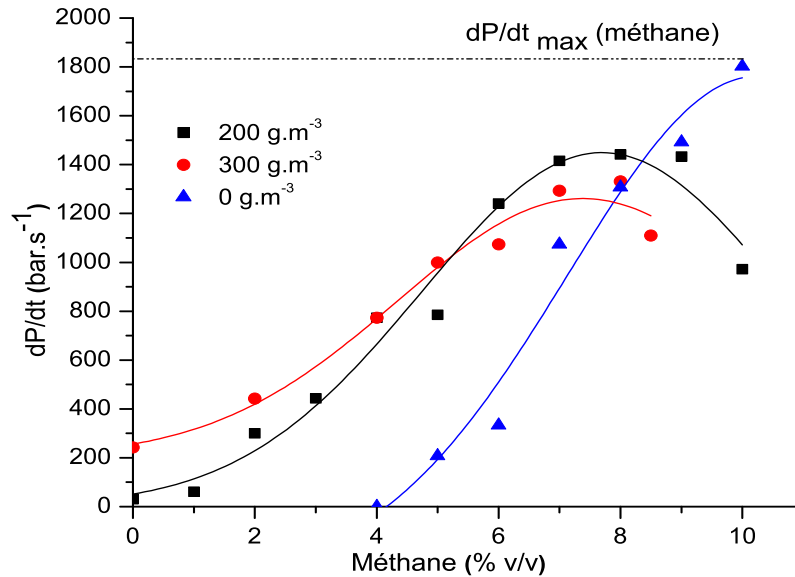 2000
1800
1600
1400
1200
1000
800
600
400
200
0
dP/dt (bar.s-1)
dP/dt max (méthane)
200 g.m-3
300 g.m-3
0 g.m-3
0 2 4 6 8 10
Méthane (% v/v)